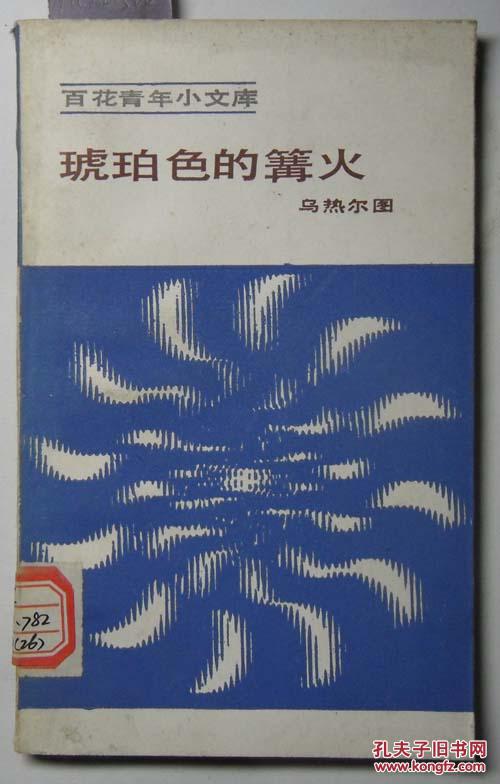 百花青年小文库
琥珀色的篝火
乌热尔图
782
(26)
孔夫子旧书网
www.kongfz.com